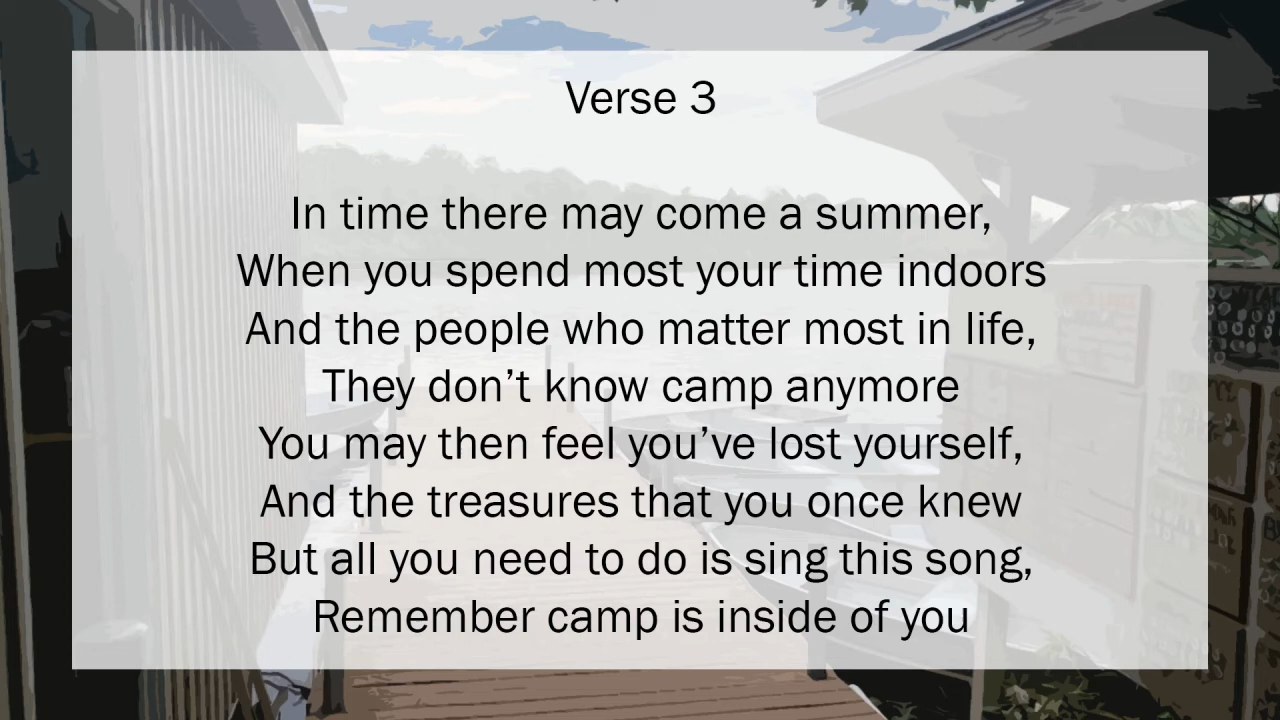 Verse 3
In time there may come a summer,
When you spend most your time indoors
And the people who matter most in life,
They don’t know camp anymore
You may then feel you’ve lost yourself,
And the treasures that you once knew
But all you need to do is sing this song,
Remember camp is inside of you